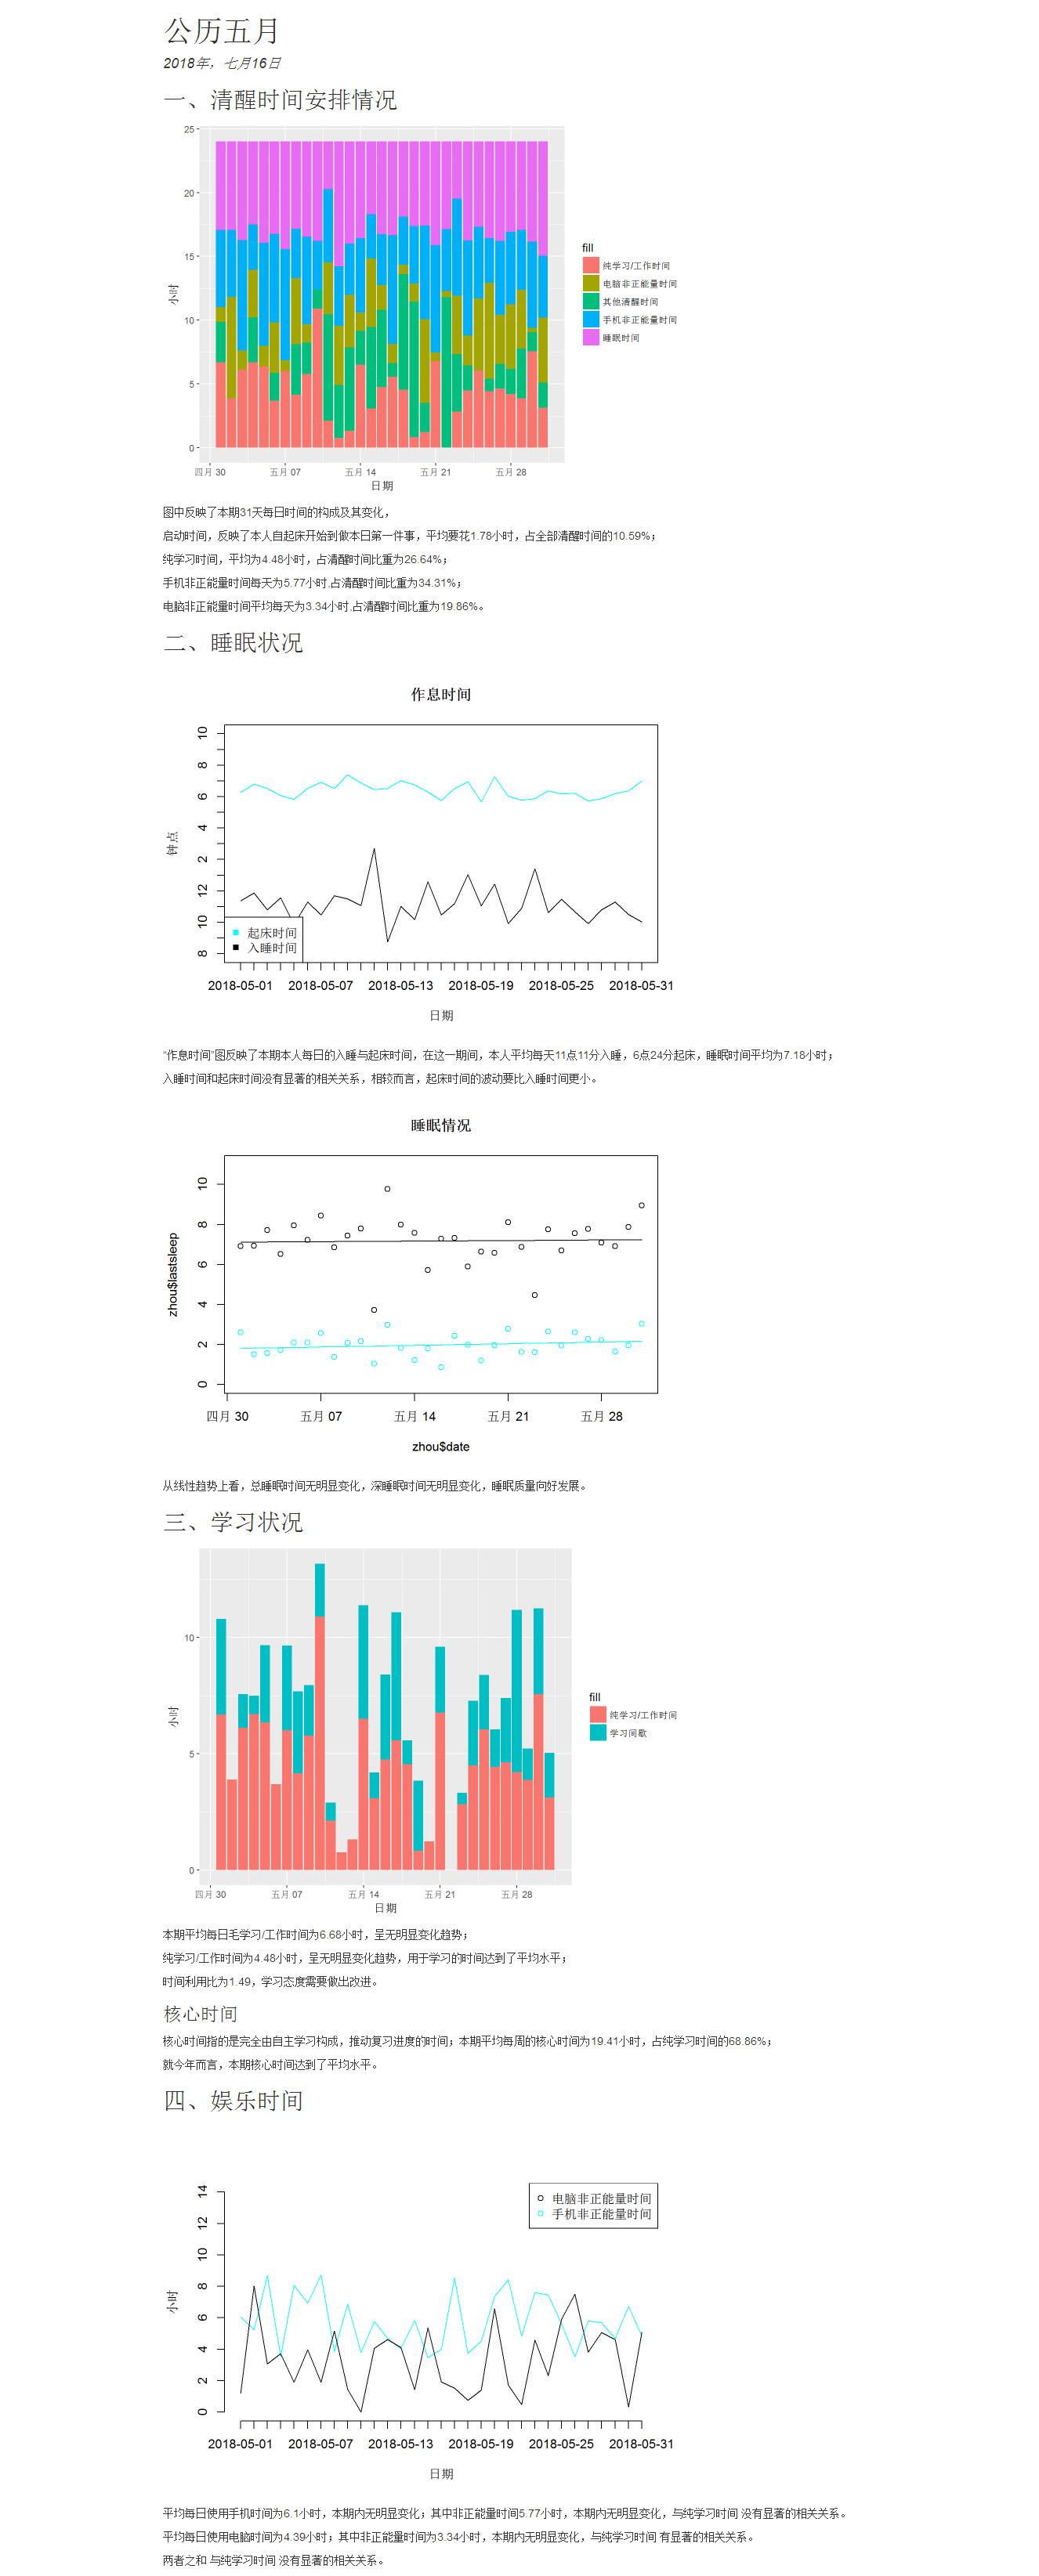 公历五月
2018年，七月16日
一、清醒时间安排情况
25
20
15
10
5
0
小时
四月 30
五月 07
五月 14
五月 21
五月 28
日期
fill
纯学习/工作时间
电脑非正能量时间
其他清醒时间
手机非正能量时间
睡眠时间
图中反映了本期31天每日时间的构成及其变化，
启动时间，反映了本人自起床开始到做本日第一件事，平均要花1.78小时，占全部清醒时间的10.59%；
纯学习时间，平均为4.48小时，占清醒时间比重为26.64%；
手机非正能量时间每天为5.77小时,占清醒时间比重为34.31%；
电脑非正能量时间平均每天为3.34小时,占清醒时间比重为19.86%。
二、睡眠状况
作息时间
10
8
6
4
2
12
10
8
钟点
起床时间
入睡时间
2018-05-01
2018-05-07
2018-05-13
2018-05-19
2018-05-25
2018-05-31
日期
“作息时间”图反映了本期本人每日的入睡与起床时间，在这一期间，本人平均每天11点11分入睡，6点24分起床，睡眠时间平均为7.18小时；
入睡时间和起床时间没有显著的相关关系，相较而言，起床时间的波动要比入睡时间更小。
睡眠情况
10
8
6
4
2
0
zhou$lastsleep
四月 30
五月 07
五月 14
五月 21
五月 28
zhou$date
从线性趋势上看，总睡眠时间无明显变化，深睡眠时间无明显变化，睡眠质量向好发展。
三、学习状况
10
5
0
小时
四月 30
五月 07
五月 14
五月 21
五月 28
日期
fill
纯学习/工作时间
学习间歇
本期平均每日毛学习/工作时间为6.68小时，呈无明显变化趋势；
纯学习/工作时间为4.48小时，呈无明显变化趋势，用于学习的时间达到了平均水平；
时间利用比为1.49，学习态度需要做出改进。
核心时间
核心时间指的是完全由自主学习构成，推动复习进度的时间；本期平均每周的核心时间为19.41小时，占纯学习时间的68.86%；
就今年而言，本期核心时间达到了平均水平。
四、娱乐时间
14
12
10
8
6
4
2
0
小时
电脑非正能量时间
手机非正能量时间
2018-05-01
2018-05-07
2018-05-13
2018-05-19
2018-05-25
2018-05-31
日期
平均每日使用手机时间为6.1小时，本期内无明显变化；其中非正能量时间5.77小时，本期内无明显变化，与纯学习时间 没有显著的相关关系。
平均每日使用电脑时间为4.39小时；其中非正能量时间为3.34小时，本期内无明显变化，与纯学习时间 有显著的相关关系。
两者之和 与纯学习时间 没有显著的相关关系。